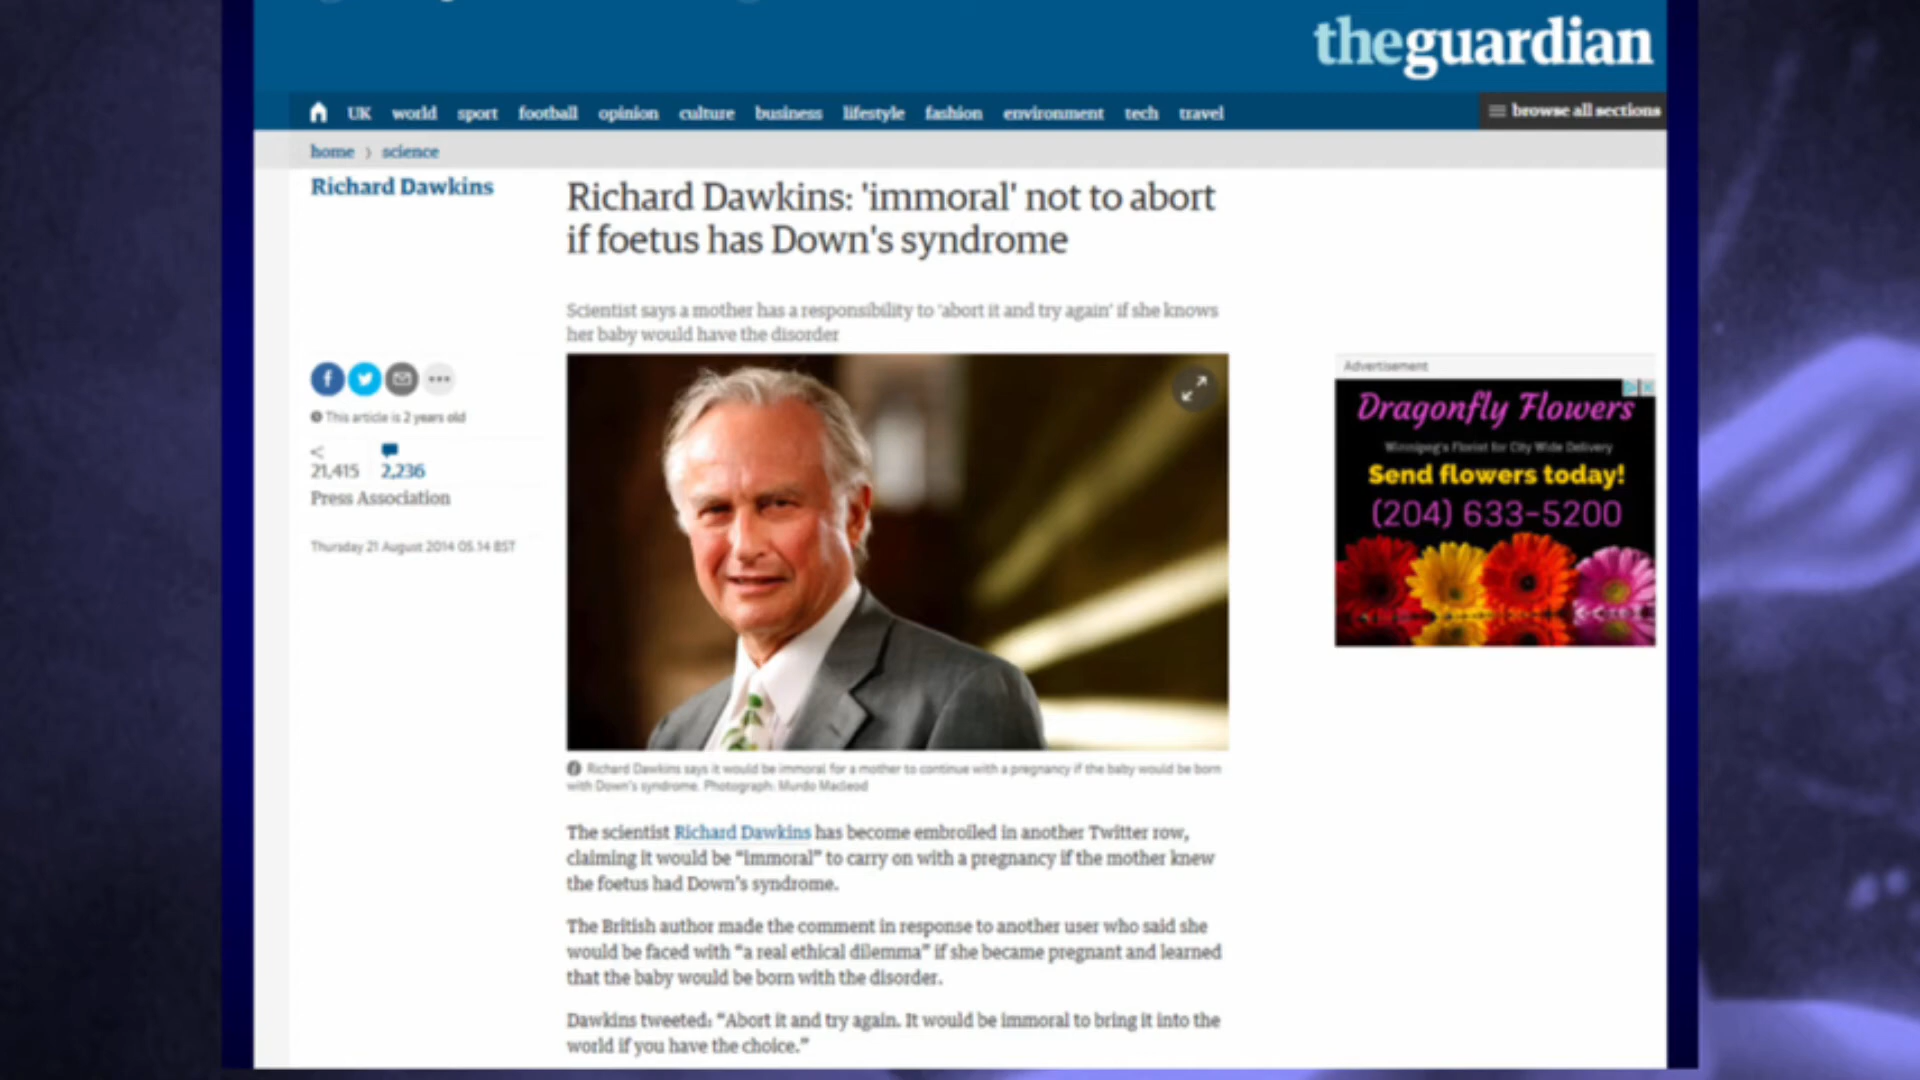 theguardian
UK world sport football opinion culture business lifestyle fashion environment tech travel
browse all sections
home › science
Richard Dawkins
Richard Dawkins: 'immoral' not to abort
if foetus has Down's syndrome
Scientist says a mother has a responsibility to 'abort it and try again' if she knows
her baby would have the disorder
This article is 2 years old
21,415 2,236
Press Association
Thursday 21 August 2014 05.14 BST
Advertisement
Dragonfly Flowers
Winnipeg's Florist for City Wide Delivery
Send flowers today!
(204) 633-5200
Richard Dawkins says it would be immoral for a mother to continue with a pregnancy if the baby would be born
with Down's syndrome. Photograph: Murdo Macleod
The scientist Richard Dawkins has become embroiled in another Twitter row,
claiming it would be “immoral” to carry on with a pregnancy if the mother knew
the foetus had Down’s syndrome.
The British author made the comment in response to another user who said she
would be faced with “a real ethical dilemma” if she became pregnant and learned
that the baby would be born with the disorder.
Dawkins tweeted: “Abort it and try again. It would be immoral to bring it into the
world if you have the choice.”